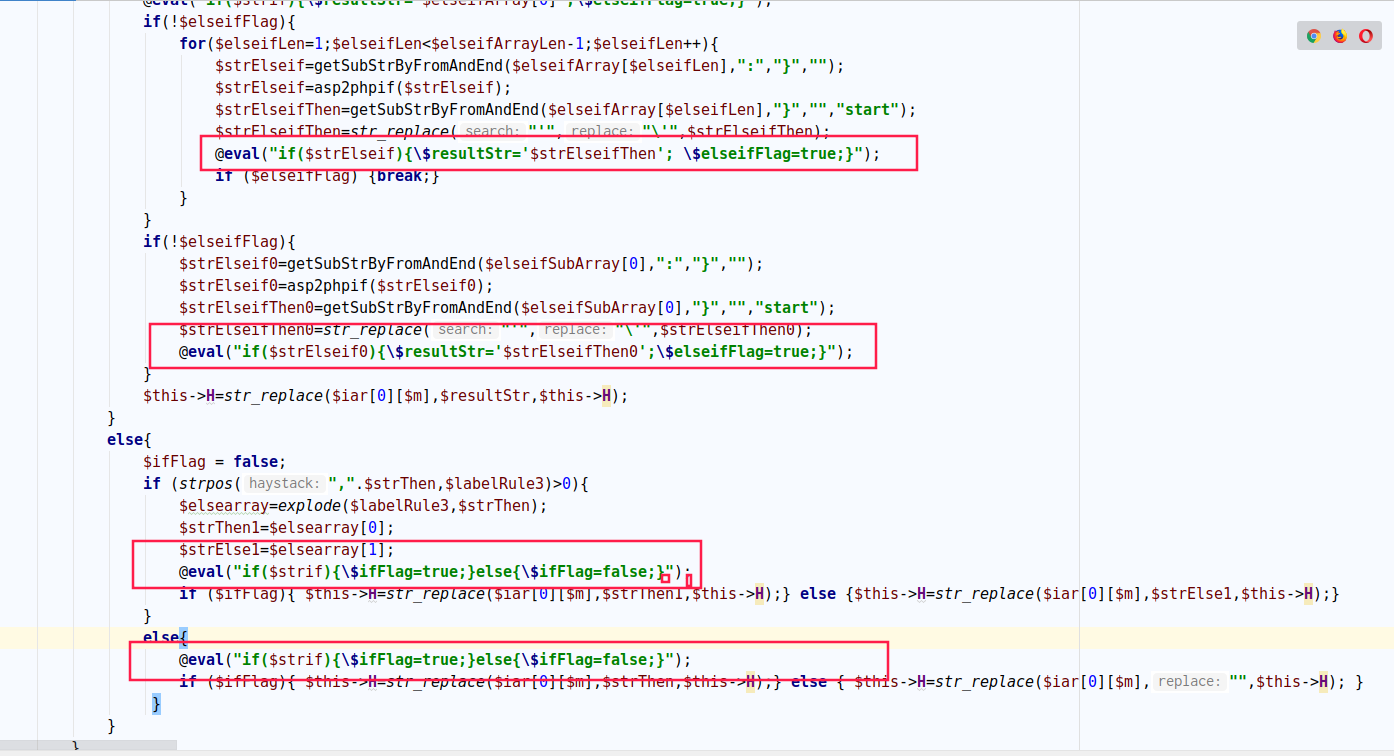 @eval("if($strif){\$resultStr='$elseifArray[0]';\$elseifFlag=true;}");
if(!$elseifFlag){
for($elseifLen=1;$elseifLen<$elseifArrayLen-1;$elseifLen++){
$strElseif=getSubStrByFromAndEnd($elseifArray[$elseifLen],":","}","");
$strElseif=asp2phpif($strElseif);
$strElseifThen=getSubStrByFromAndEnd($elseifArray[$elseifLen],"}","","start");
$strElseifThen=str_replace( search: "'", replace: "\'",$strElseifThen);
@eval("if($strElseif){\$resultStr='$strElseifThen'; \$elseifFlag=true;}");
if ($elseifFlag) {break;}
}
}
if(!$elseifFlag){
$strElseif0=getSubStrByFromAndEnd($elseifSubArray[0],":","}","");
$strElseif0=asp2phpif($strElseif0);
$strElseifThen0=getSubStrByFromAndEnd($elseifSubArray[0],"}","","start");
$strElseifThen0=str_replace( search: "'", replace: "\'",$strElseifThen0);
@eval("if($strElseif0){\$resultStr='$strElseifThen0';\$elseifFlag=true;}");
}
$this->H=str_replace($iar[0][$m],$resultStr,$this->H);
}
else{
$ifFlag = false;
if (strpos( haystack: ",".$strThen,$labelRule3)>0){
$elsearray=explode($labelRule3,$strThen);
$strThen1=$elsearray[0];
$strElse1=$elsearray[1];
@eval("if($strif){\$ifFlag=true;}else{\$ifFlag=false;}");
if ($ifFlag){ $this->H=str_replace($iar[0][$m],$strThen1,$this->H);} else {$this->H=str_replace($iar[0][$m],$strElse1,$this->H);}
}
else{
@eval("if($strif){\$ifFlag=true;}else{\$ifFlag=false;}");
if ($ifFlag){ $this->H=str_replace($iar[0][$m],$strThen,$this->H);} else { $this->H=str_replace($iar[0][$m], replace: "",$this->H); }
}
}
}